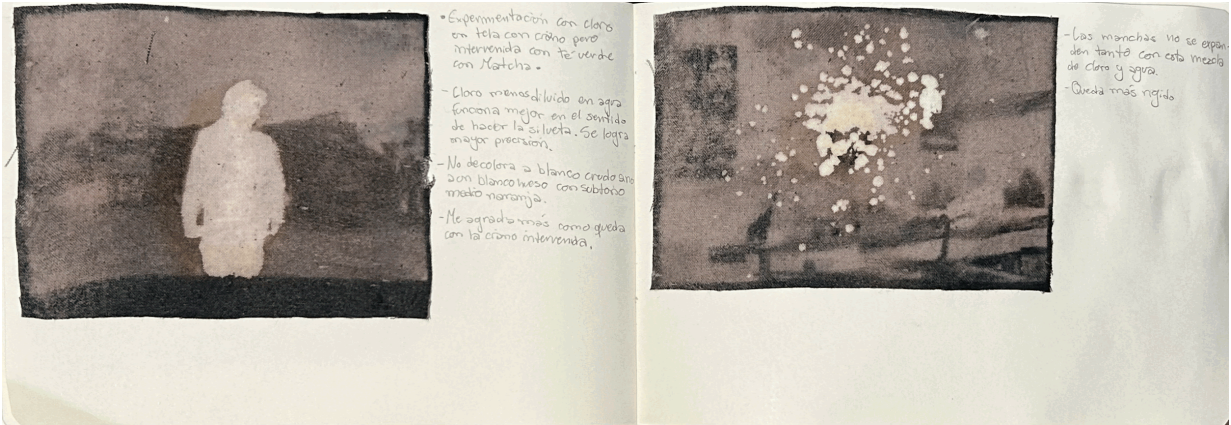 • Experimentación con cloro
en tela con ciano pero
intervenida con té verde
con Matcha.
- Cloro menos diluido en agua
funciona mejor en el sentido
de hacer la silueta. Se logra
mayor precisión.
- No decolora a blanco crudo sino
a un blanco hueso con subtono
medio naranja.
- Me agrada más como queda
con la ciano intervenida.
- Las manchas no se expan-
den tanto con esta mezcla
de cloro y agua.
- Queda más rígido